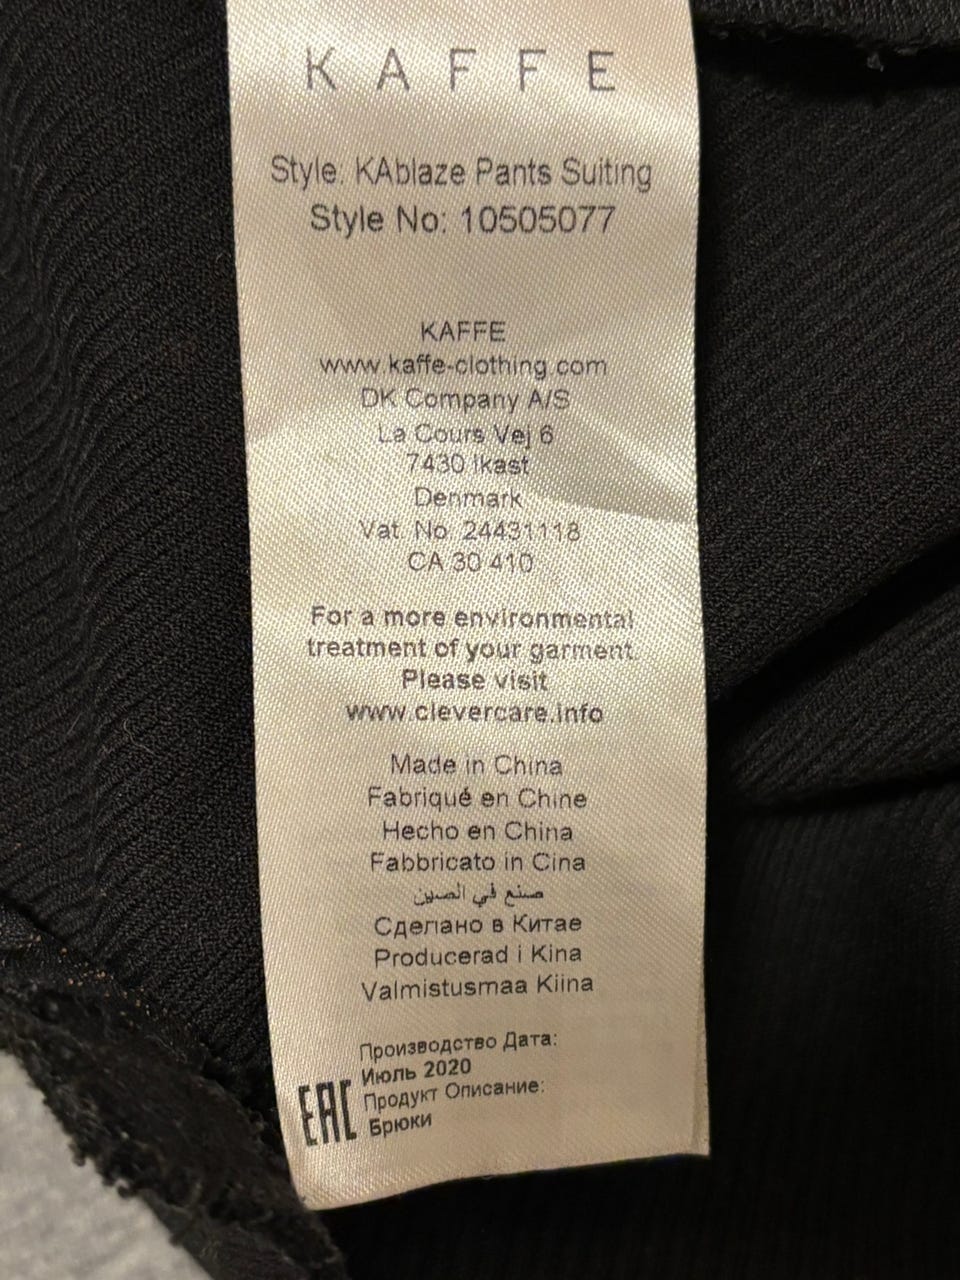 KAFFE
Style: KAblaze Pants Suiting
Style No: 10505077
KAFFE
www.kaffe-clothing.com
DK Company A/S
La Cours Vej 6
7430 Ikast
Denmark
Vat. No. 24431118
CA 30 410
For a more environmental
treatment of your garment.
Please visit
www.clevercare.info
Made in China
Fabriqué en Chine
Hecho en China
Fabbricato in Cina
صنع في الصين
Сделано в Китае
Producerad i Kina
Valmistusmaa Kiina
Производство Дата:
Июль 2020
Продукт Описание:
Брюки
EAC